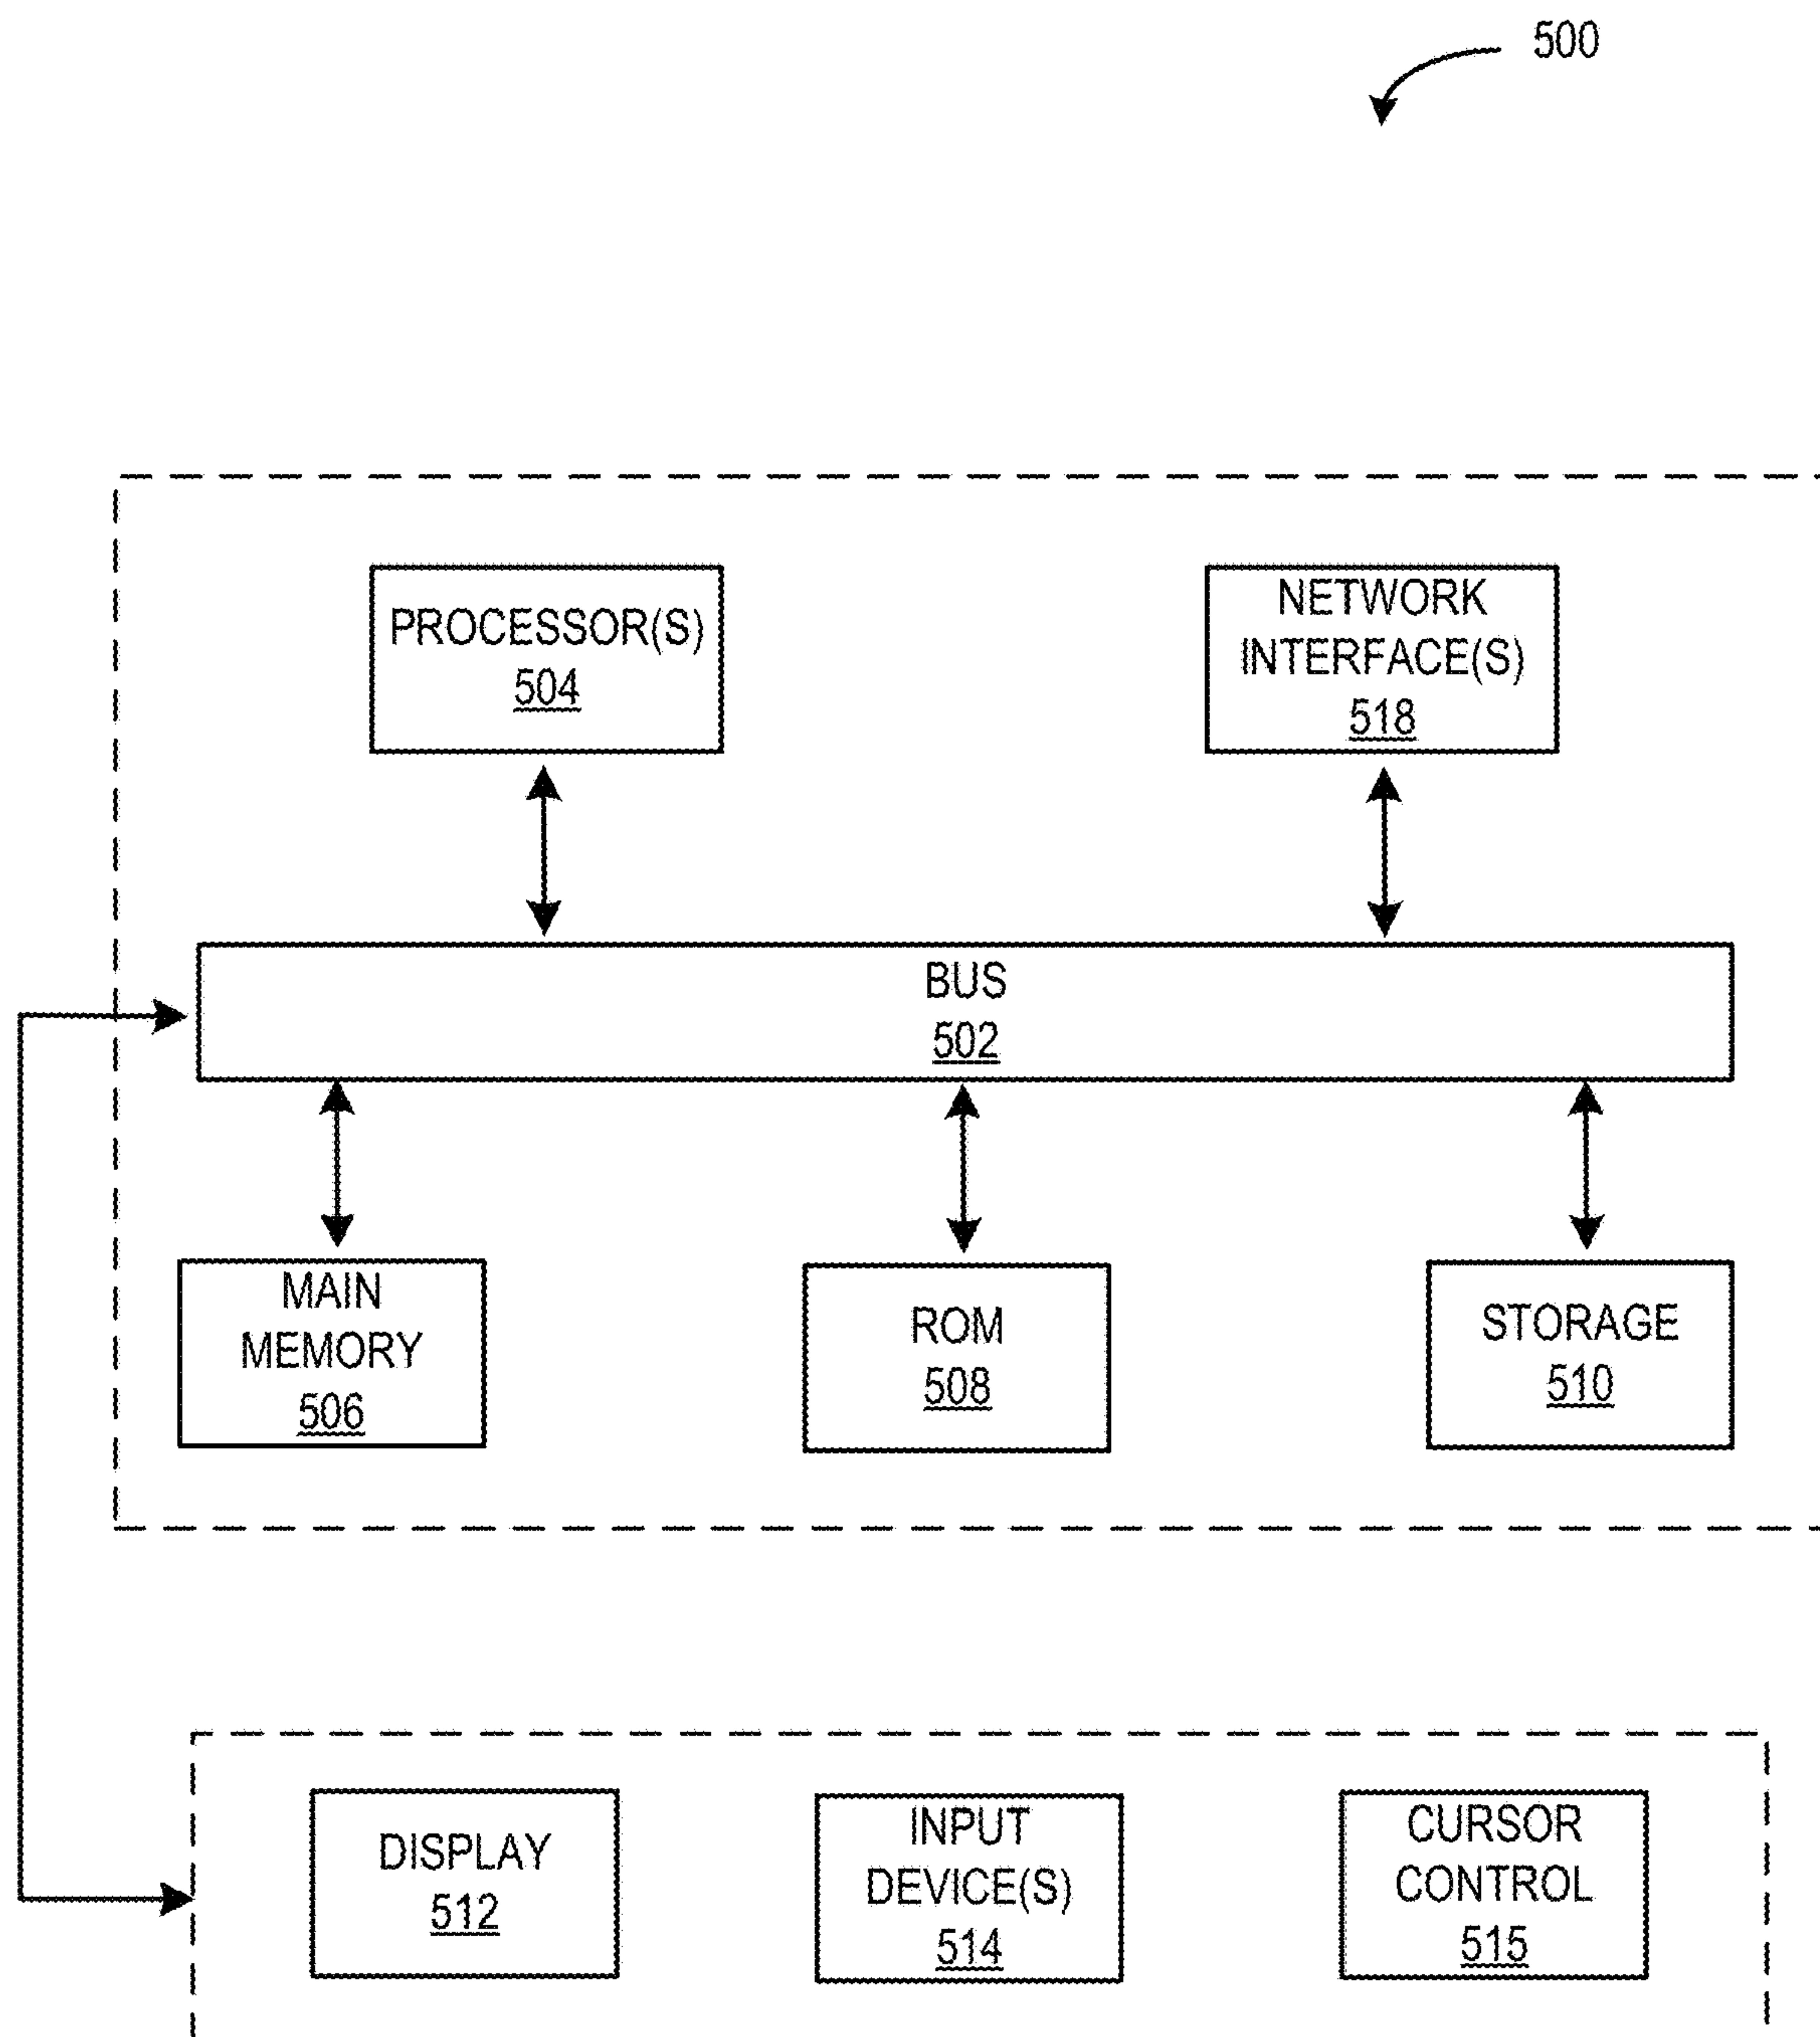 500
PROCESSOR(S)
504
NETWORK
INTERFACE(S)
518
BUS
502
MAIN
MEMORY
506
ROM
508
STORAGE
510
DISPLAY
512
INPUT
DEVICE(S)
514
CURSOR
CONTROL
515